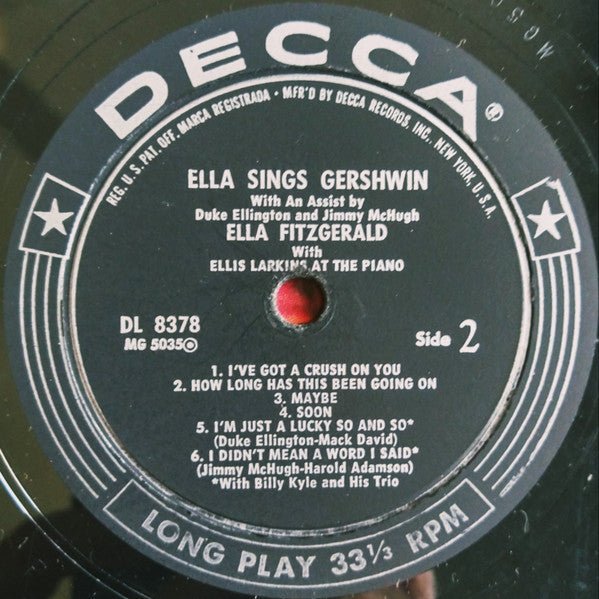 DECCA®
REG. U.S. PAT. OFF. MARCA REGISTRADA • MFR'D BY DECCA RECORDS, INC., NEW YORK, U.S.A.
ELLA SINGS GERSHWIN
With An Assist by
Duke Ellington and Jimmy McHugh
ELLA FITZGERALD
With
ELLIS LARKINS AT THE PIANO
DL 8378
MG 5035
Side 2
1. I'VE GOT A CRUSH ON YOU
2. HOW LONG HAS THIS BEEN GOING ON
3. MAYBE
4. SOON
5. I'M JUST A LUCKY SO AND SO*
(Duke Ellington-Mack David)
6. I DIDN'T MEAN A WORD I SAID*
(Jimmy McHugh-Harold Adamson)
*With Billy Kyle and His Trio
LONG PLAY 33⅓ RPM